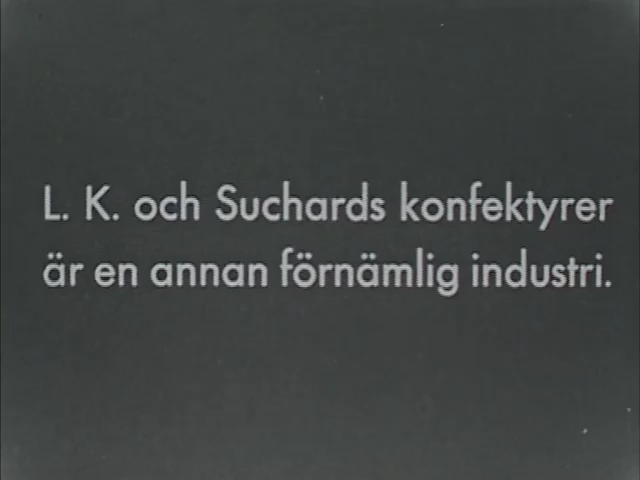 L. K. och Suchards konfektyrer
är en annan förnämlig industri.